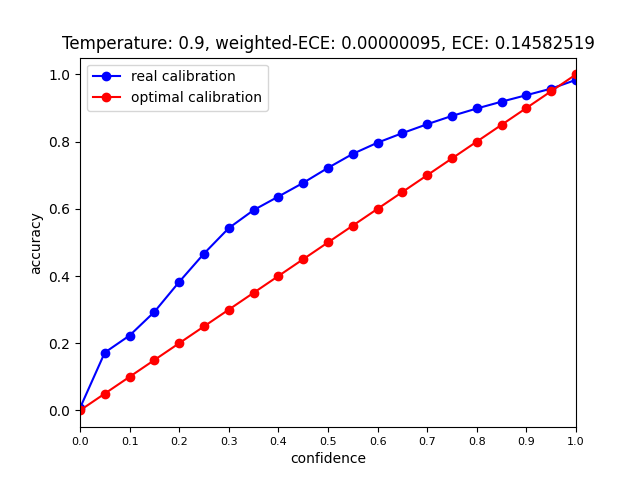 Temperature: 0.9, weighted-ECE: 0.00000095, ECE: 0.14582519
real calibration
optimal calibration
accuracy
1.0
0.8
0.6
0.4
0.2
0.0
0.0 0.1 0.2 0.3 0.4 0.5 0.6 0.7 0.8 0.9 1.0
confidence